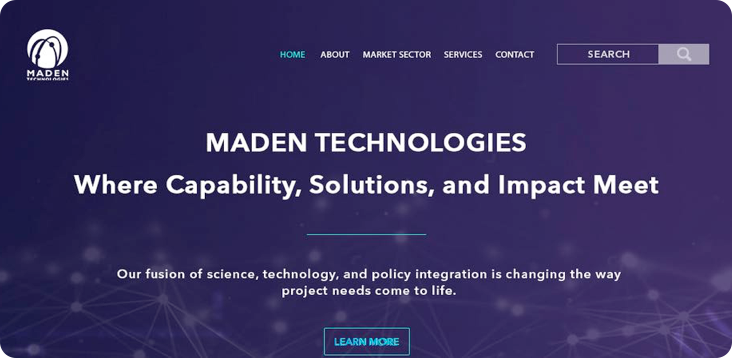 MADEN
TECHNOLOGIES
HOME ABOUT MARKET SECTOR SERVICES CONTACT SEARCH
MADEN TECHNOLOGIES
Where Capability, Solutions, and Impact Meet
Our fusion of science, technology, and policy integration is changing the way
project needs come to life.
LEARN MORE